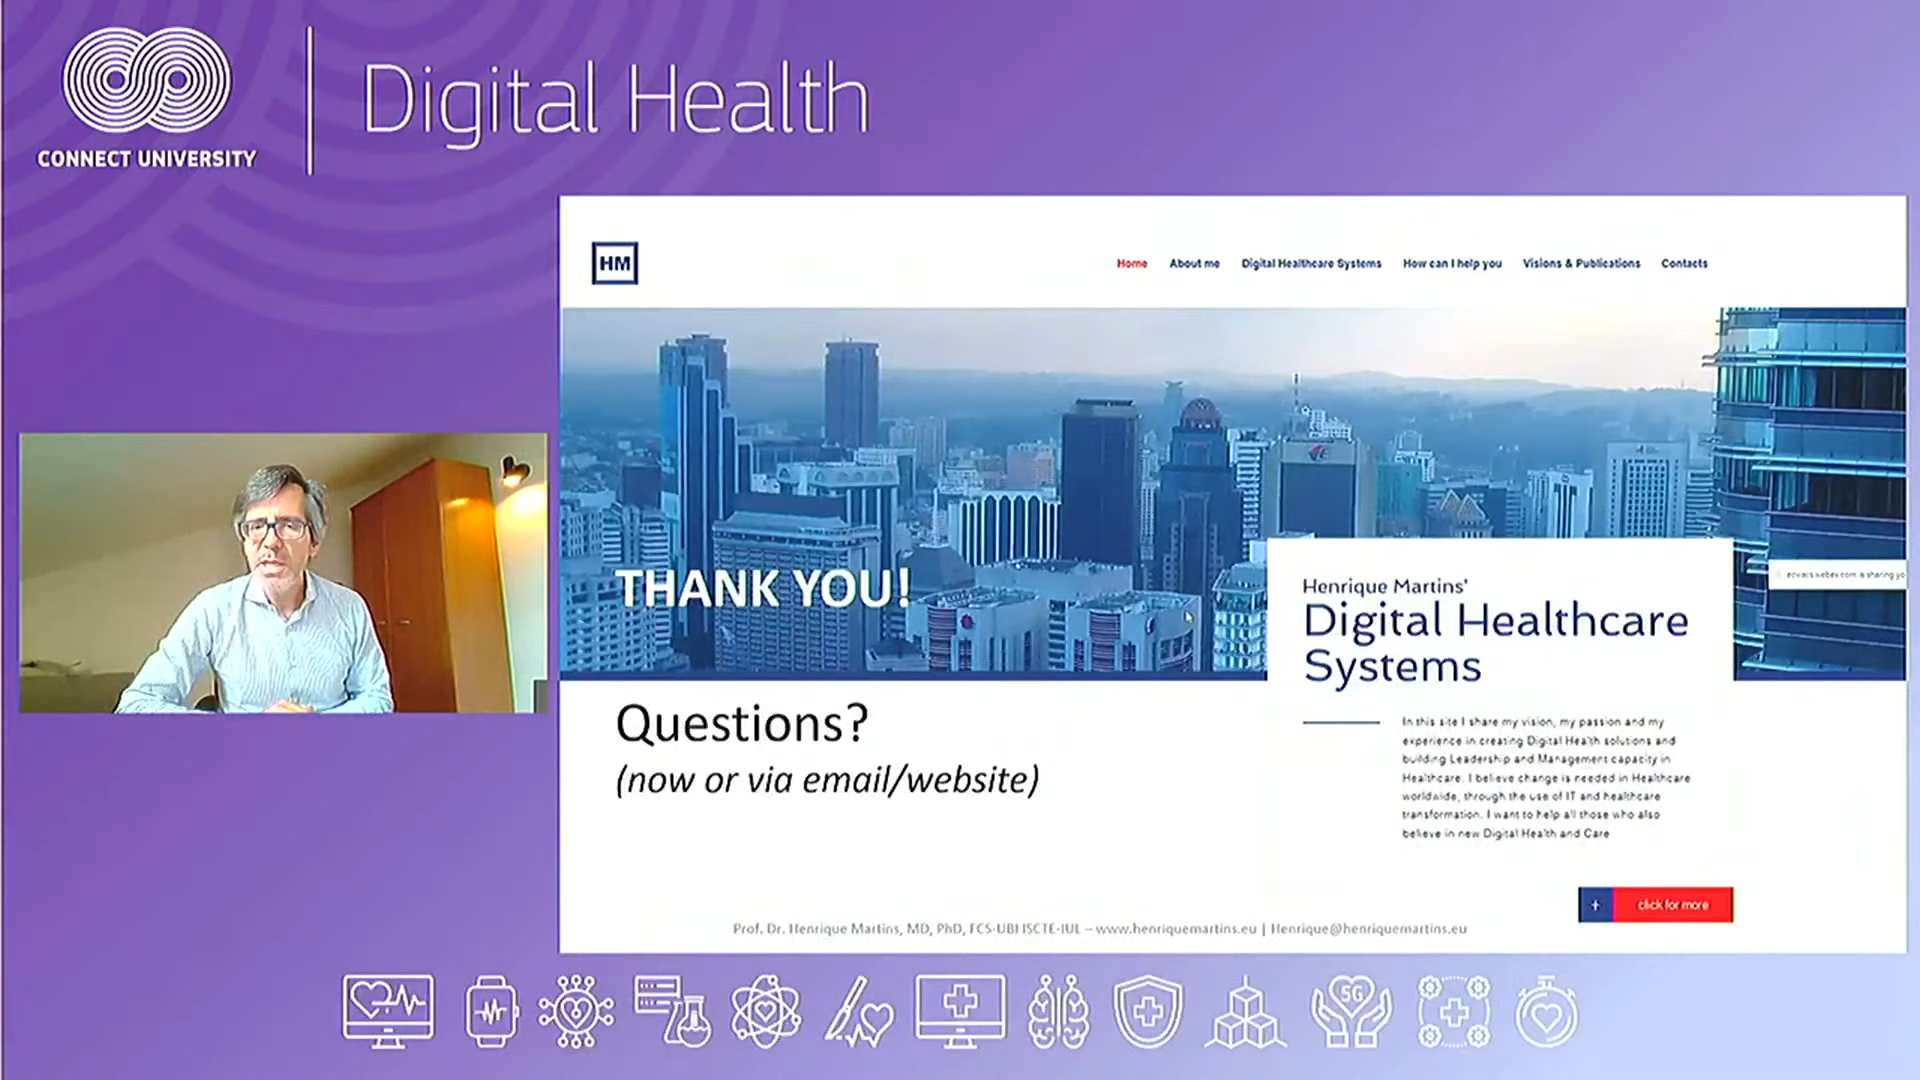 CONNECT UNIVERSITY
Digital Health
HM
Home About me Digital Healthcare Systems How can I help you Visions & Publications Contacts
THANK YOU!
Henrique Martins'
Digital Healthcare
Systems
Questions?
(now or via email/website)
In this site I share my vision, my passion and my
experience in creating Digital Health solutions and
building Leadership and Management capacity in
Healthcare. I believe change is needed in Healthcare
worldwide, through the use of IT and healthcare
transformation. I want to help all those who also
believe in new Digital Health and Care
+ click for more
Prof. Dr. Henrique Martins, MD, PhD, FCS-UBI ISCTE-IUL – www.henriquemartins.eu | Henrique@henriquemartins.eu
5G